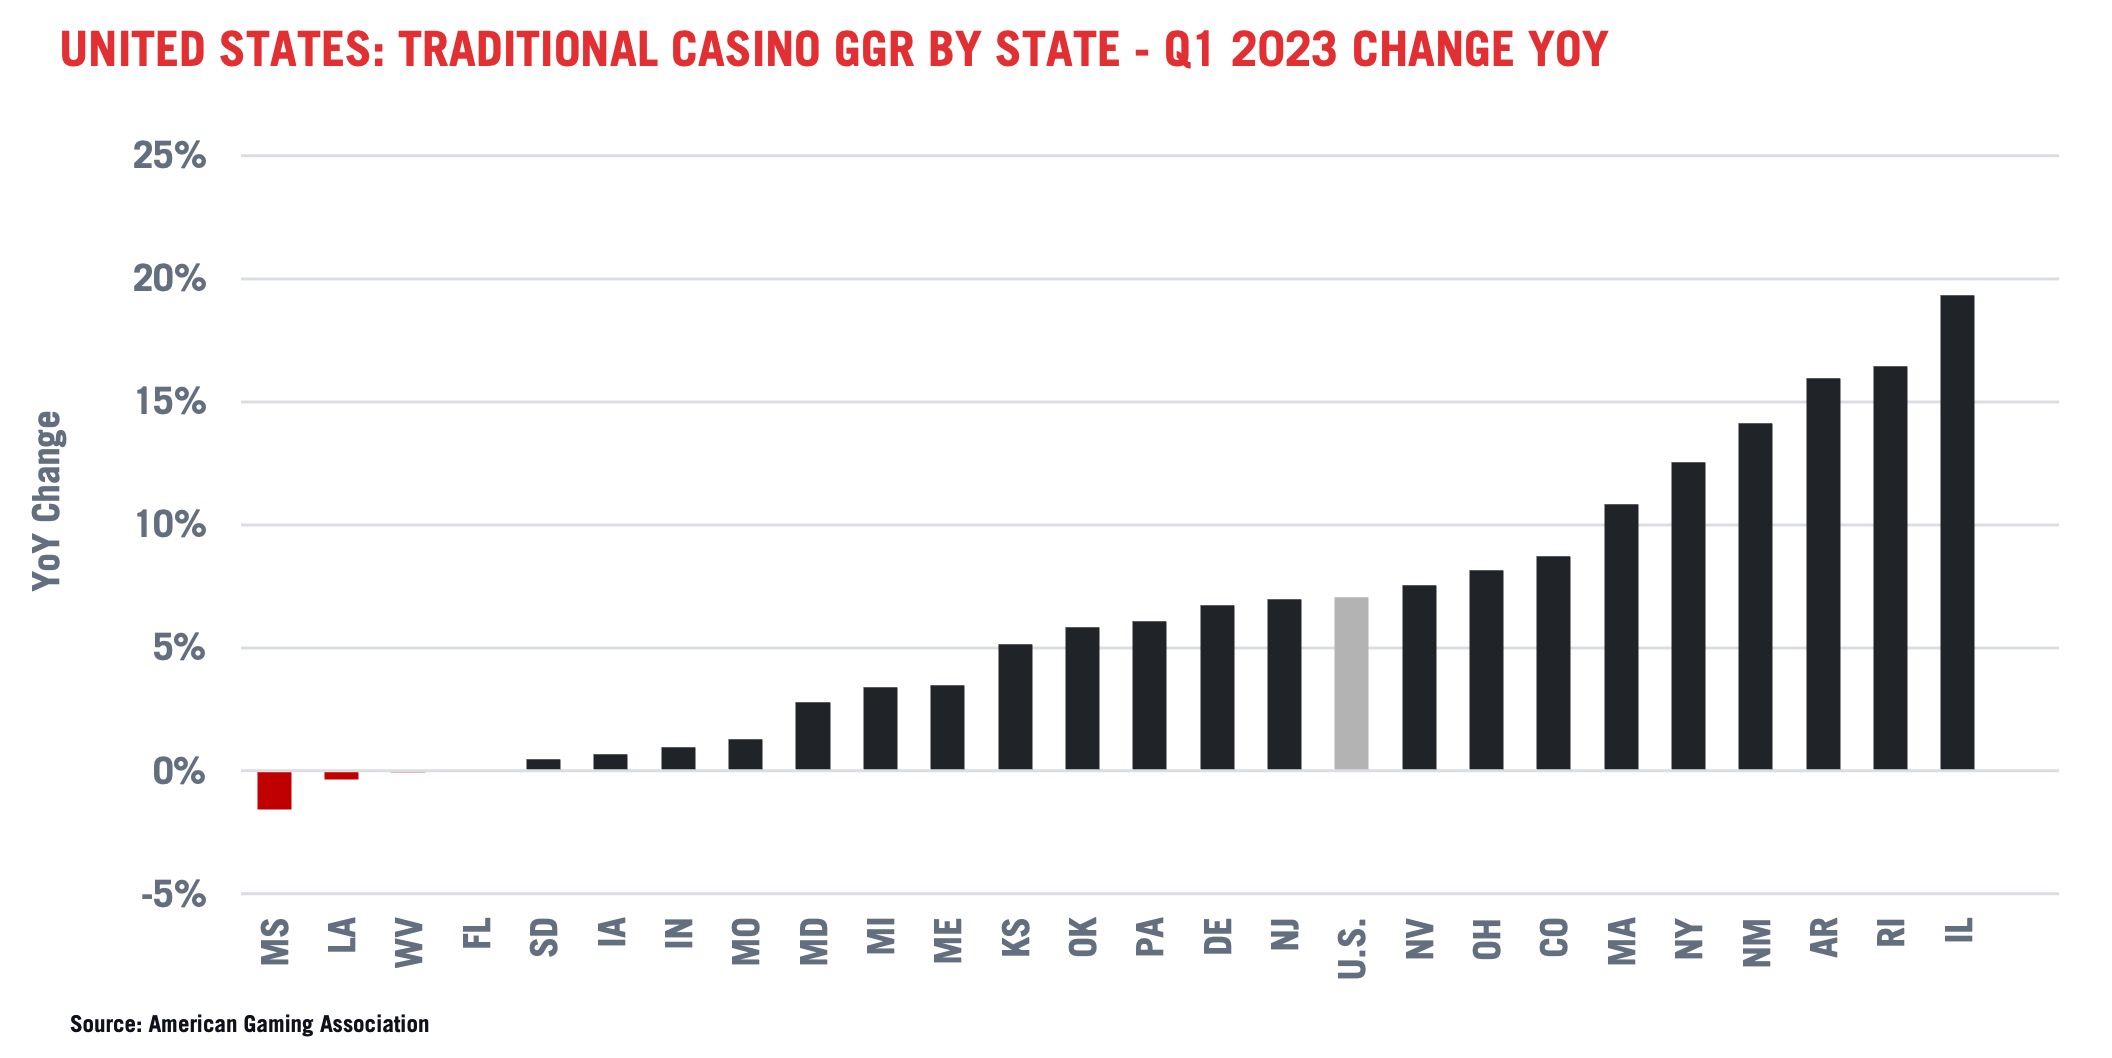 UNITED STATES: TRADITIONAL CASINO GGR BY STATE - Q1 2023 CHANGE YOY
25%
20%
15%
10%
5%
0%
-5%
YoY Change
MS
LA
WV
FL
SD
IA
IN
MO
MD
MI
ME
KS
OK
PA
DE
NJ
U.S.
NV
OH
CO
MA
NY
NM
AR
RI
IL
Source: American Gaming Association